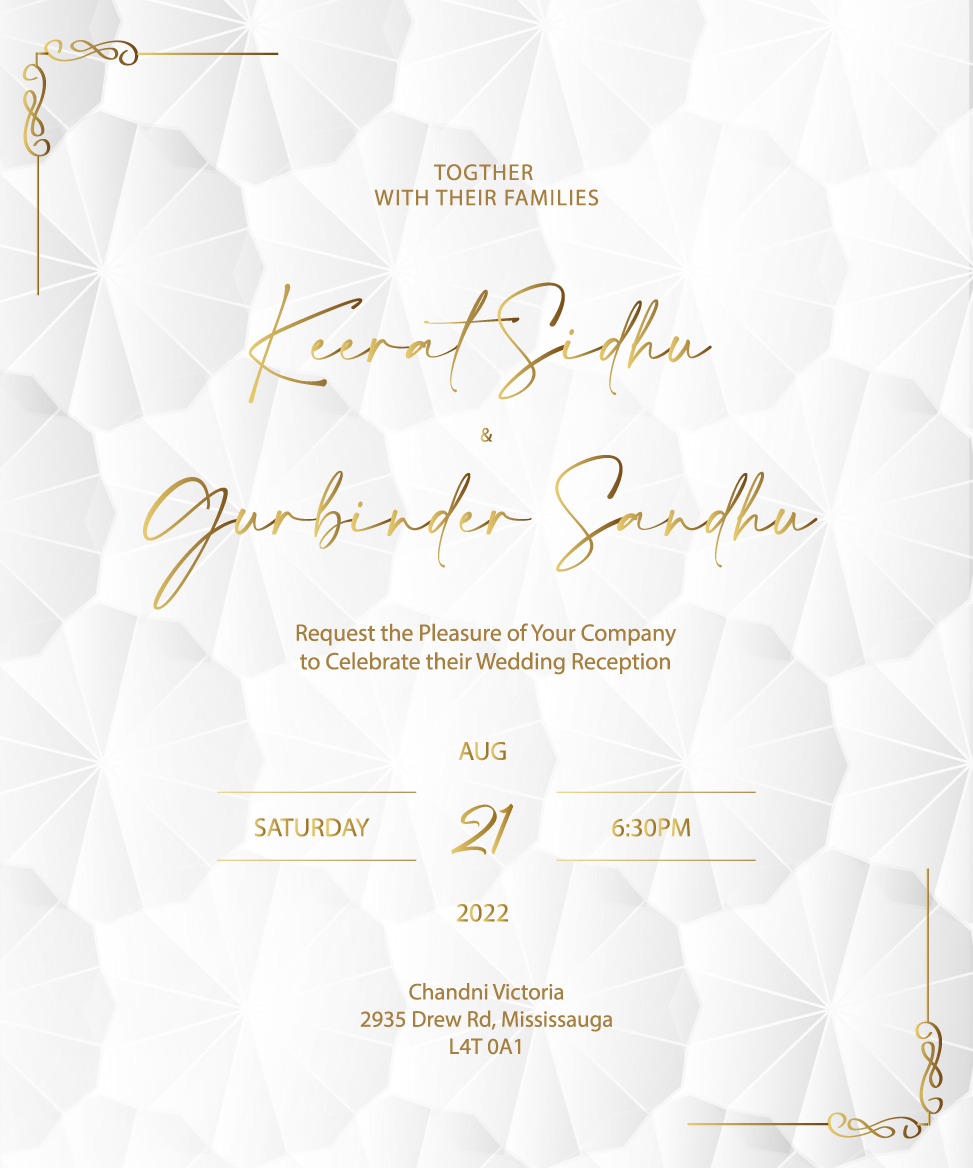 TOGTHER
WITH THEIR FAMILIES
Keerat Sidhu
&
Gurbinder Sandhu
Request the Pleasure of Your Company
to Celebrate their Wedding Reception
AUG
SATURDAY 21 6:30PM
2022
Chandni Victoria
2935 Drew Rd, Mississauga
L4T 0A1